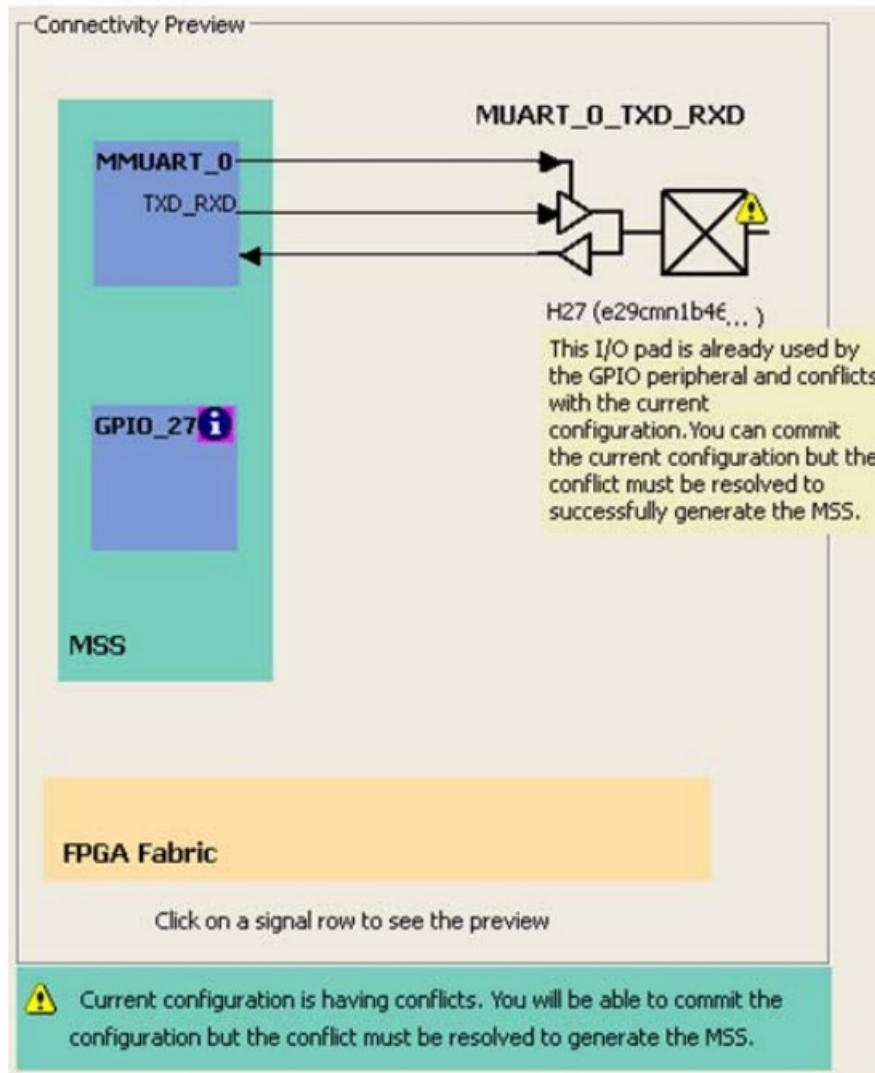 Connectivity Preview
MUART_0_TXD_RXD
MMUART_0
TXD_RXD
H27 (e29cmn1b46... )
This I/O pad is already used by
the GPIO peripheral and conflicts
with the current
configuration.You can commit
the current configuration but the
conflict must be resolved to
successfully generate the MSS.
GPIO_27
i
MSS
FPGA Fabric
Click on a signal row to see the preview
Current configuration is having conflicts. You will be able to commit the
configuration but the conflict must be resolved to generate the MSS.